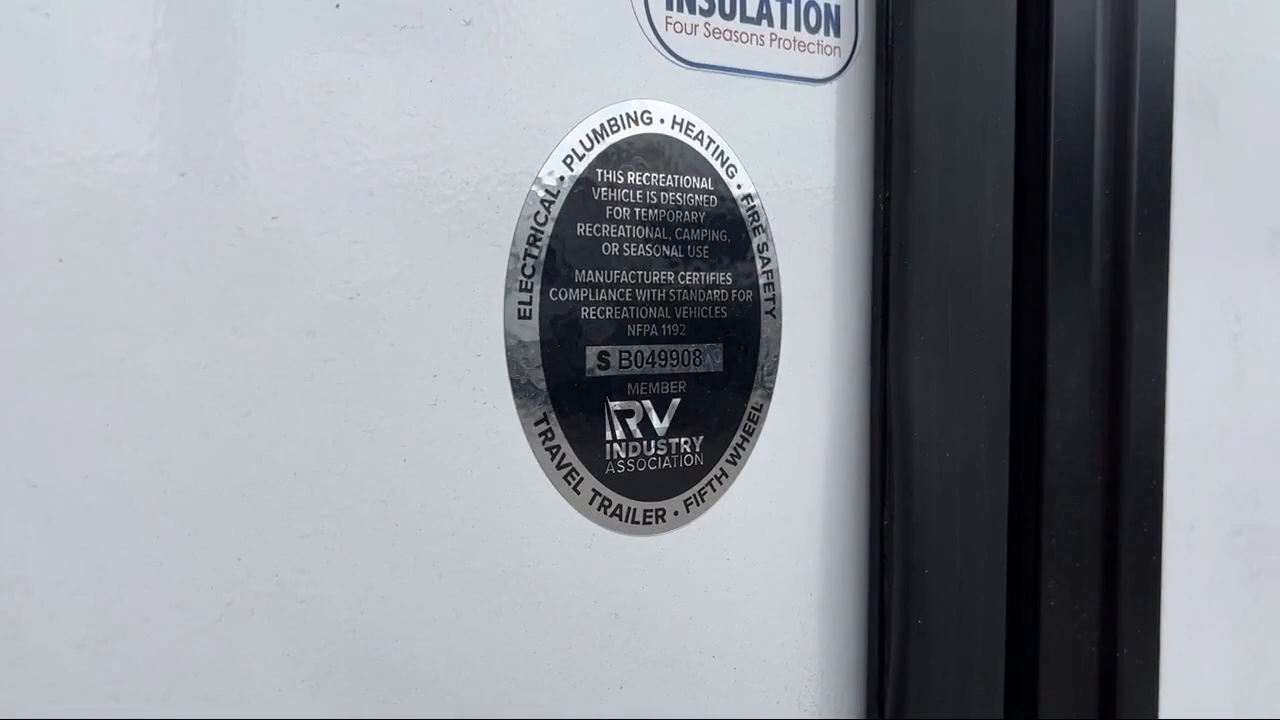 INSULATION
Four Seasons Protection
ELECTRICAL • PLUMBING • HEATING • FIRE SAFETY
THIS RECREATIONAL
VEHICLE IS DESIGNED
FOR TEMPORARY
RECREATIONAL, CAMPING,
OR SEASONAL USE
MANUFACTURER CERTIFIES
COMPLIANCE WITH STANDARD FOR
RECREATIONAL VEHICLES
NFPA 1192
S B049908
MEMBER
RV
INDUSTRY
ASSOCIATION
TRAVEL TRAILER • FIFTH WHEEL